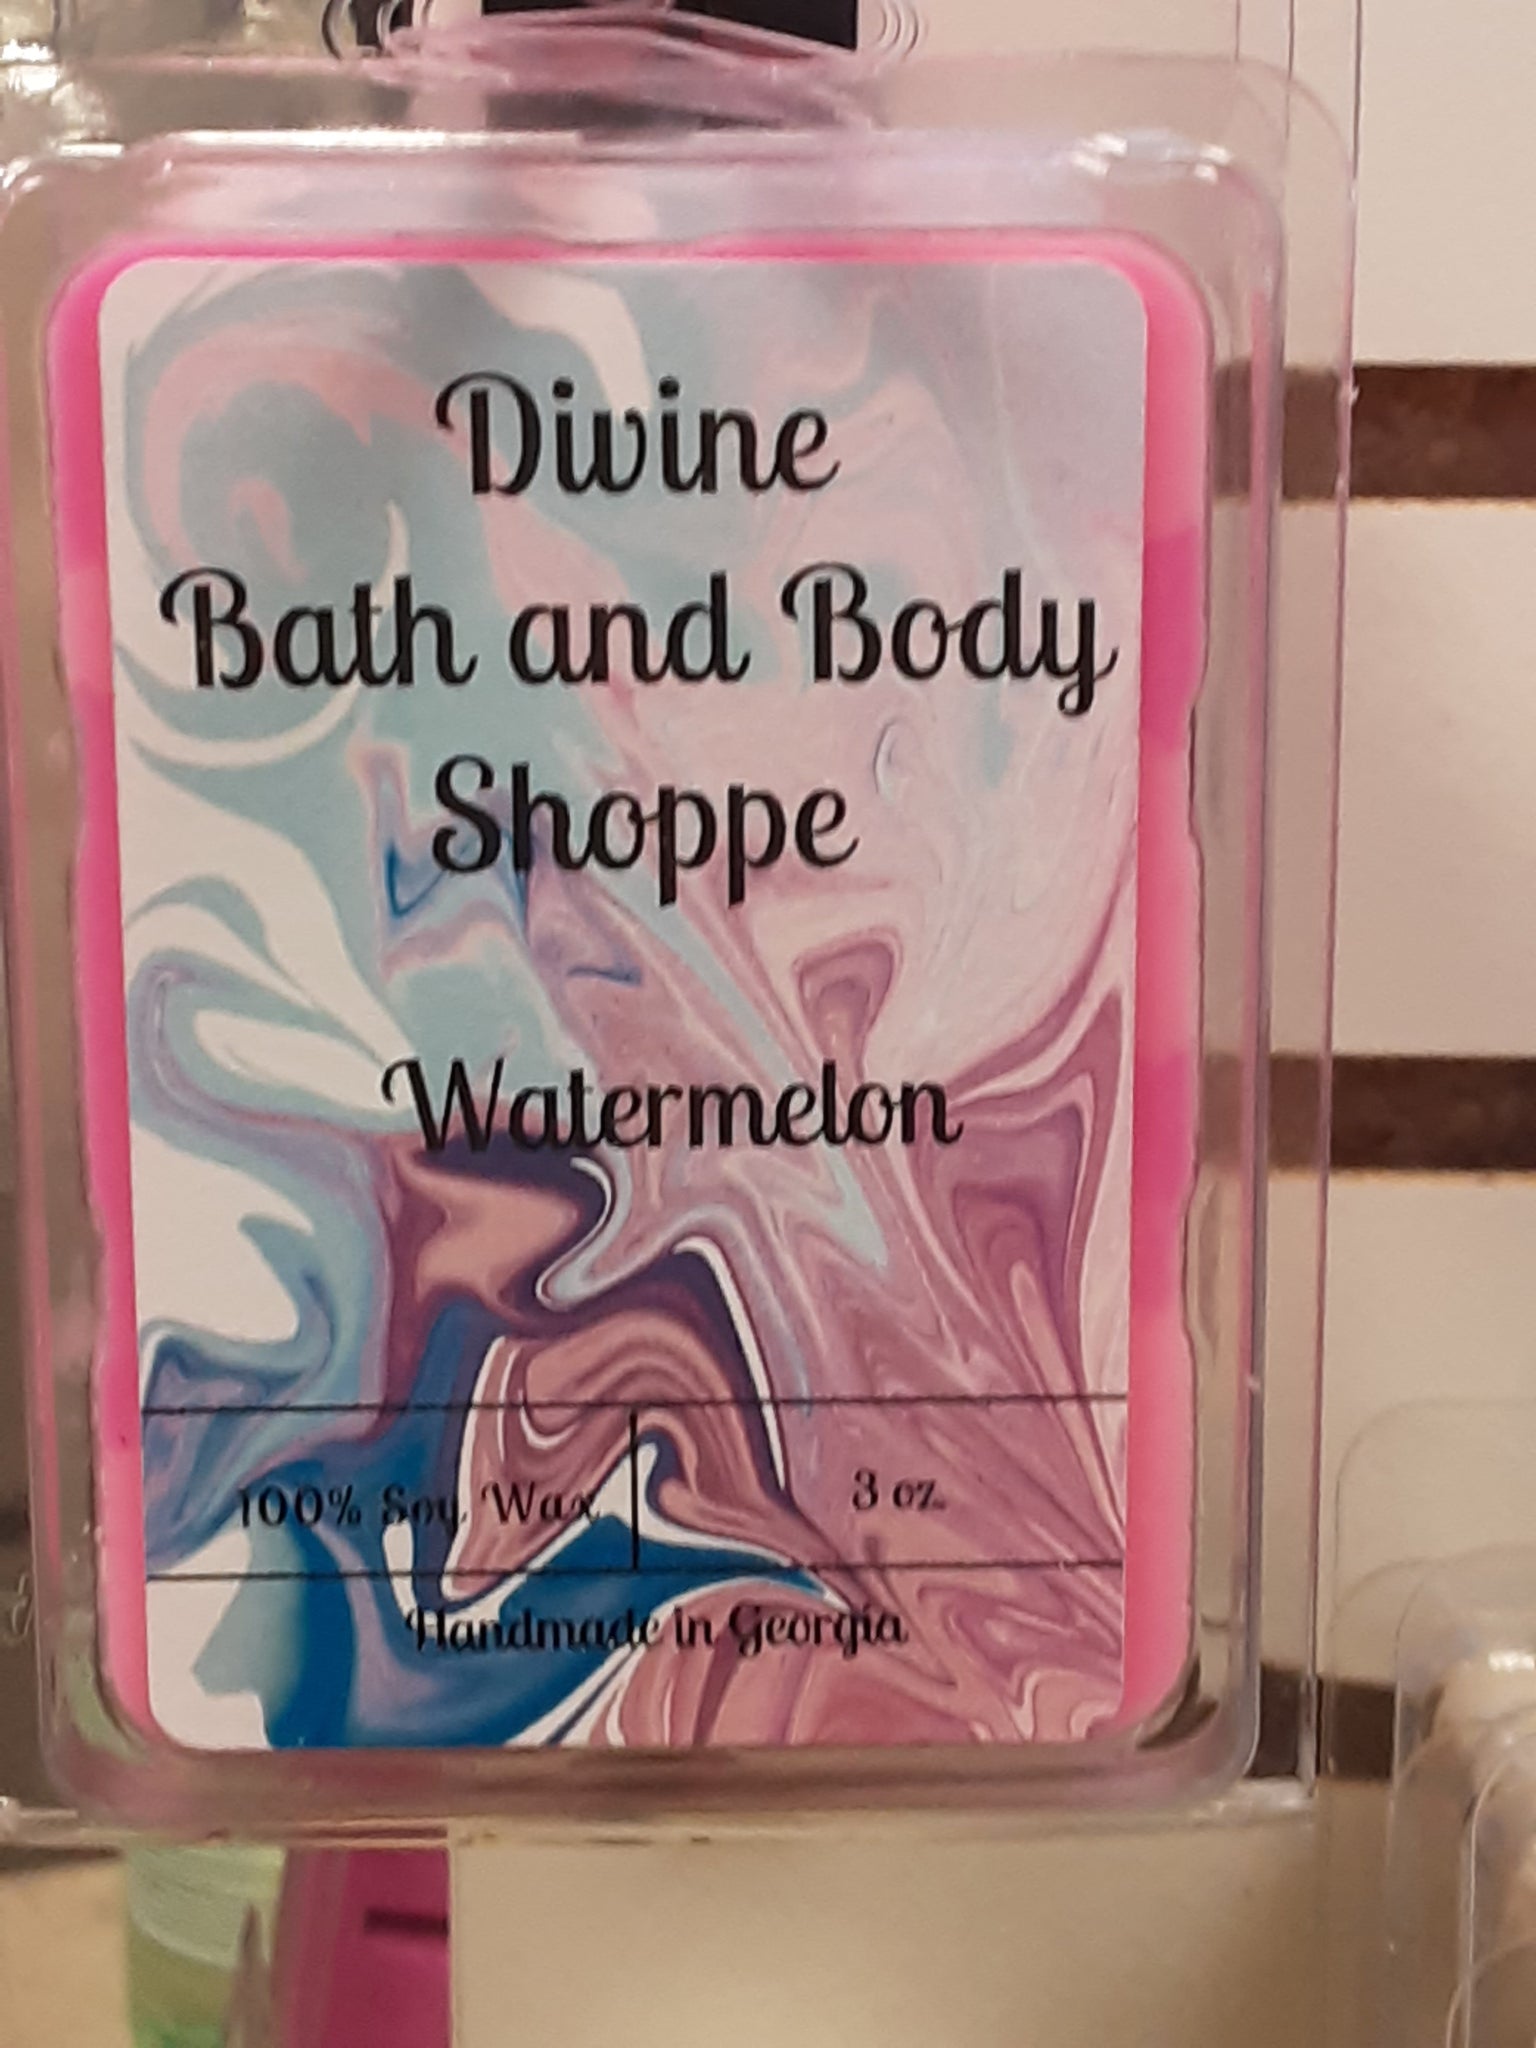 Divine
Bath and Body
Shoppe
Watermelon
100% Soy Wax
3 oz.
Handmade in Georgia